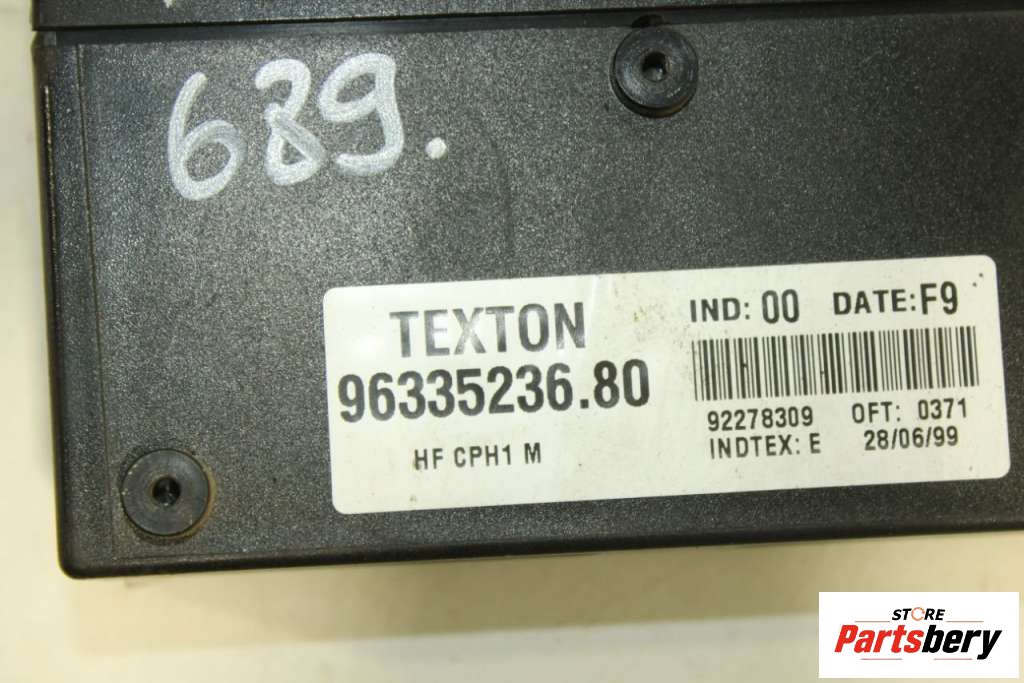 689.
TEXTON
96335236.80
HF CPH1 M
IND: 00 DATE: F9
92278309 OFT: 0371
INDTEX: E 28/06/99
STORE
Partsbery